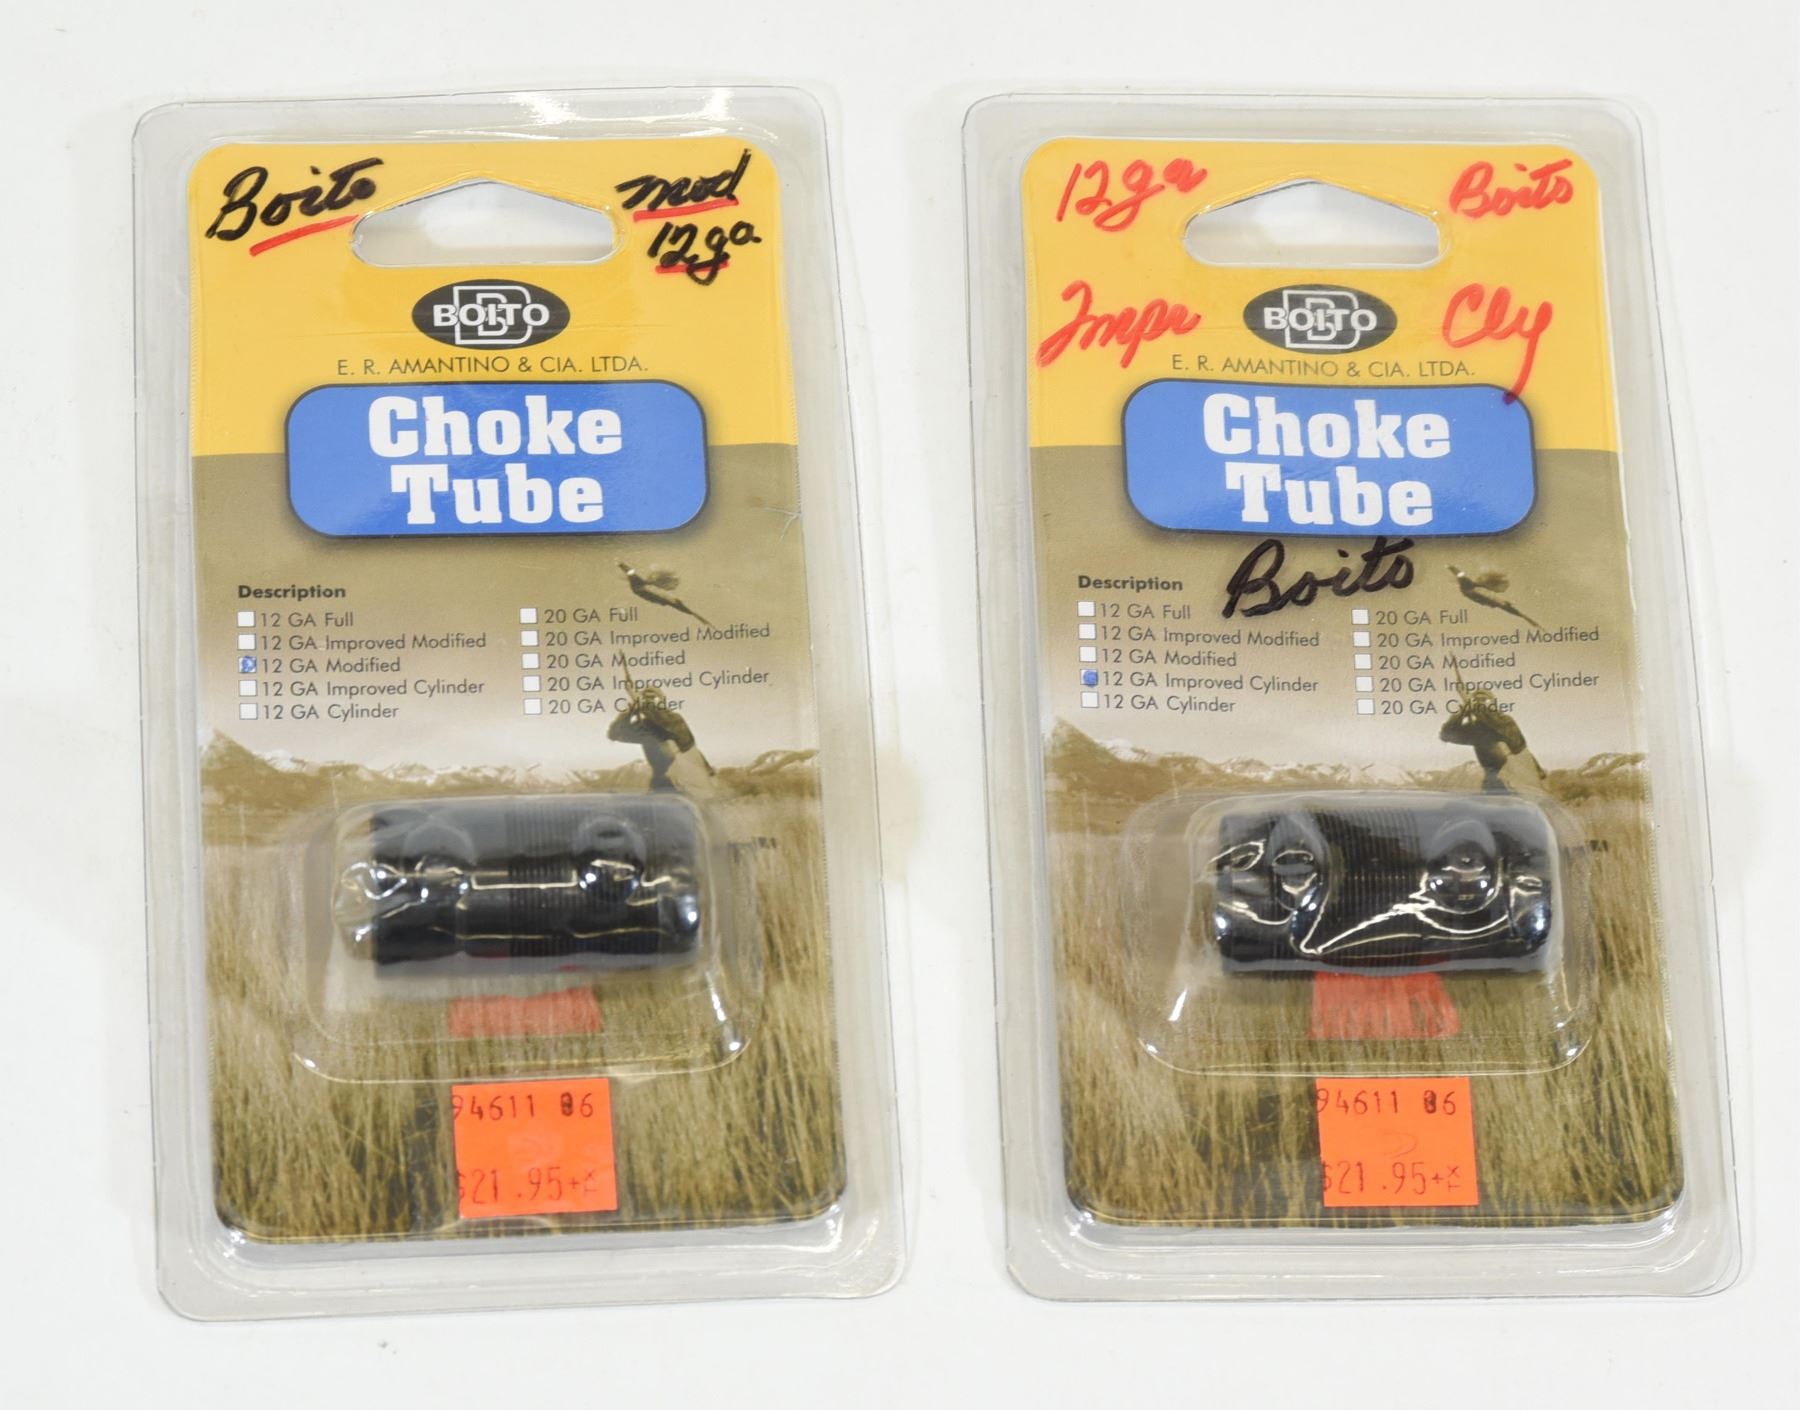 Boito
mod
12ga
BOITO
E. R. AMANTINO & CIA. LTDA.
Choke
Tube
Description
12 GA Full
12 GA Improved Modified
12 GA Modified
12 GA Improved Cylinder
12 GA Cylinder
20 GA Full
20 GA Improved Modified
20 GA Modified
20 GA Improved Cylinder
20 GA Cylinder
94611 06
$21.95+
12ga
Boito
Impr
Cly
BOITO
E. R. AMANTINO & CIA. LTDA.
Choke
Tube
Boito
Description
12 GA Full
12 GA Improved Modified
12 GA Modified
12 GA Improved Cylinder
12 GA Cylinder
20 GA Full
20 GA Improved Modified
20 GA Modified
20 GA Improved Cylinder
20 GA Cylinder
94611 06
$21.95+